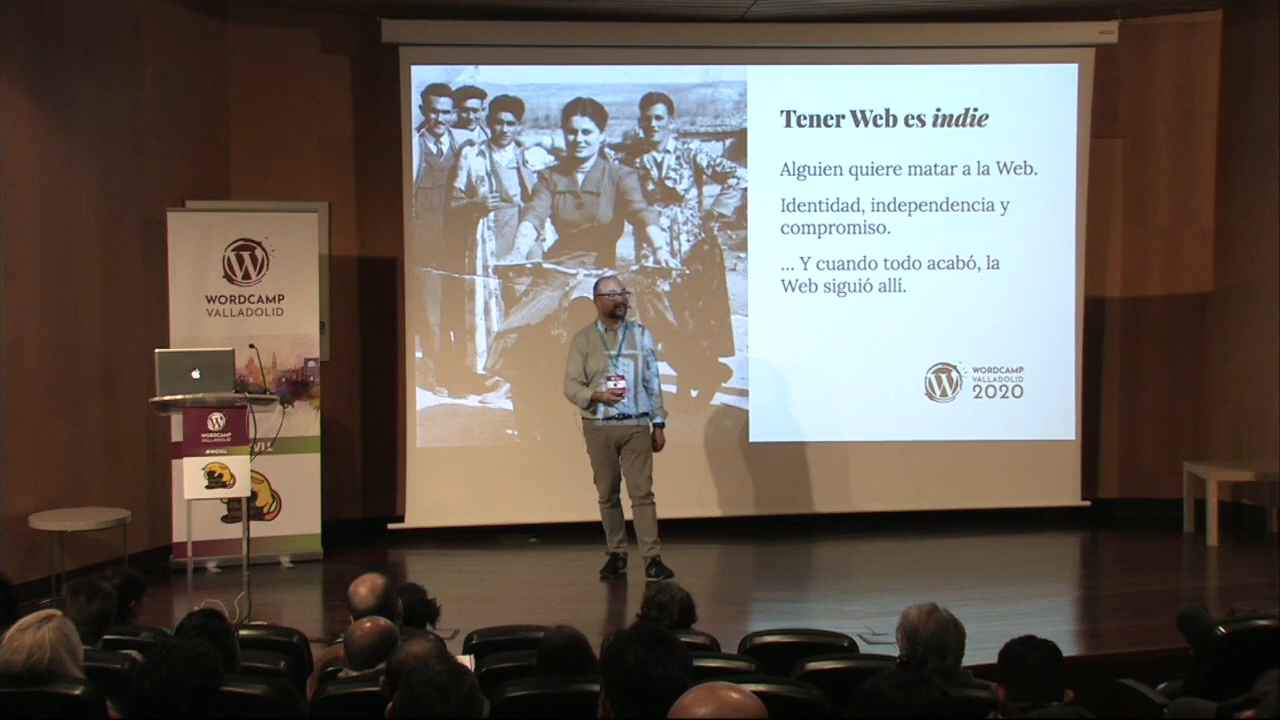 Tener Web es indie
Alguien quiere matar a la Web.
Identidad, independencia y
compromiso.
... Y cuando todo acabó, la
Web siguió allí.
WORDCAMP
VALLADOLID
2020
WORDCAMP
VALLADOLID
WORDCAMP
VALLADOLID
#WCVLL